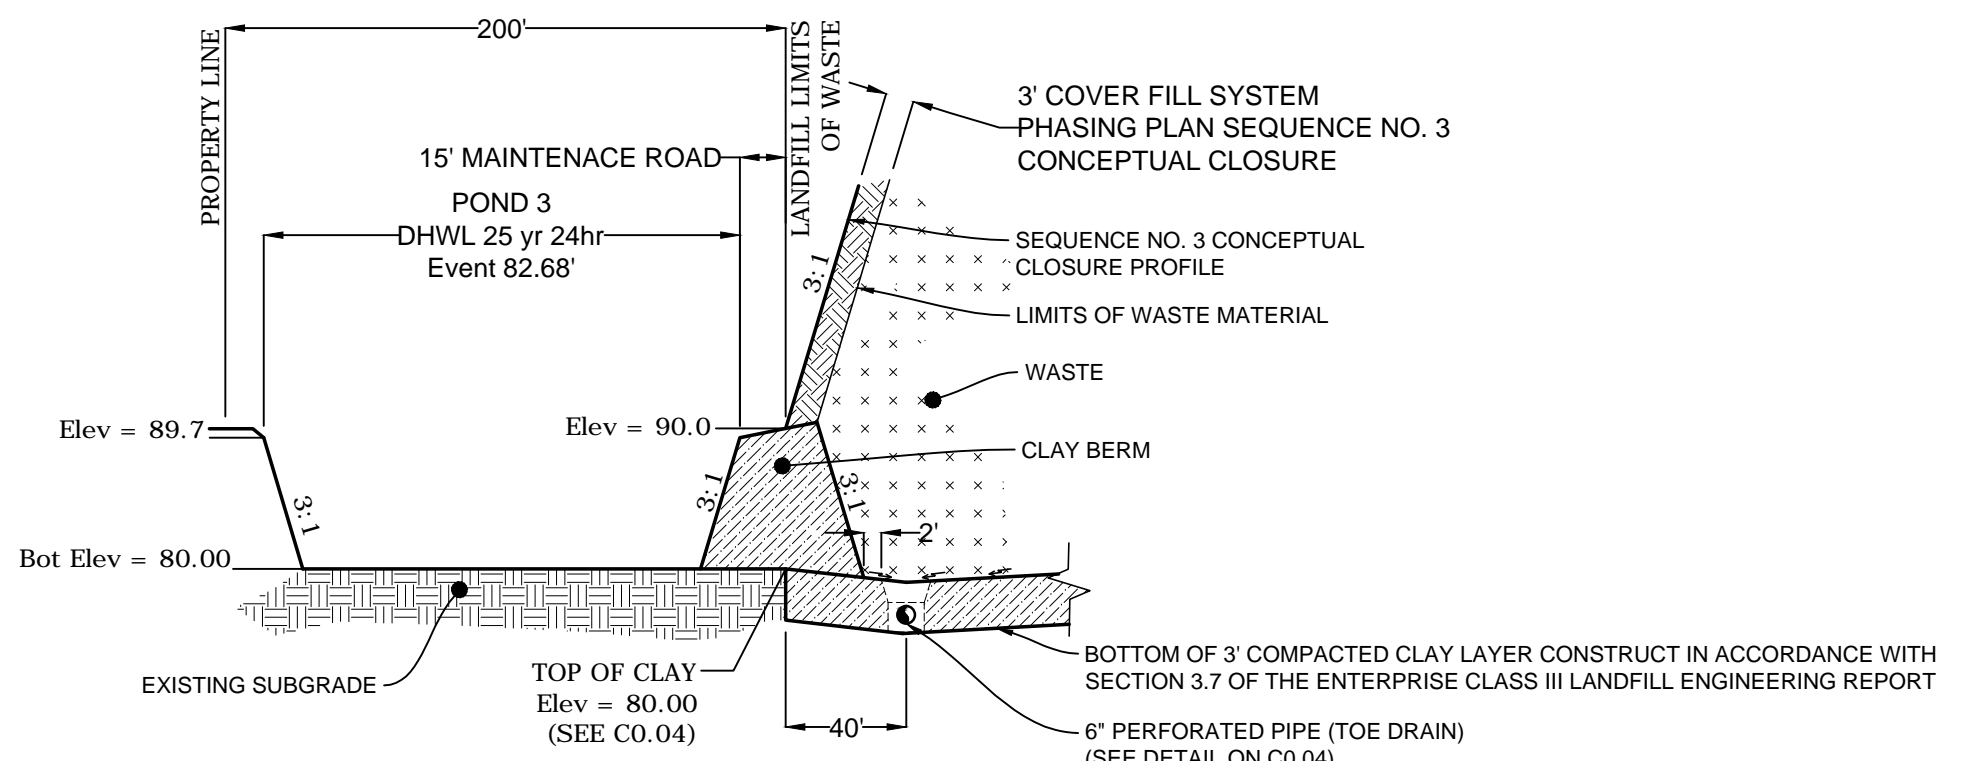 200'
PROPERTY LINE
LANDFILL LIMITS
OF WASTE
3' COVER FILL SYSTEM
PHASING PLAN SEQUENCE NO. 3
CONCEPTUAL CLOSURE
15' MAINTENACE ROAD
POND 3
DHWL 25 yr 24hr
Event 82.68'
SEQUENCE NO. 3 CONCEPTUAL
CLOSURE PROFILE
3:1
LIMITS OF WASTE MATERIAL
WASTE
Elev = 89.7
Elev = 90.0
CLAY BERM
3:1
3:1
3:1
2'
Bot Elev = 80.00
EXISTING SUBGRADE
TOP OF CLAY
Elev = 80.00
(SEE C0.04)
40'
BOTTOM OF 3' COMPACTED CLAY LAYER CONSTRUCT IN ACCORDANCE WITH
SECTION 3.7 OF THE ENTERPRISE CLASS III LANDFILL ENGINEERING REPORT
6" PERFORATED PIPE (TOE DRAIN)
(SEE DETAIL ON C0.04)